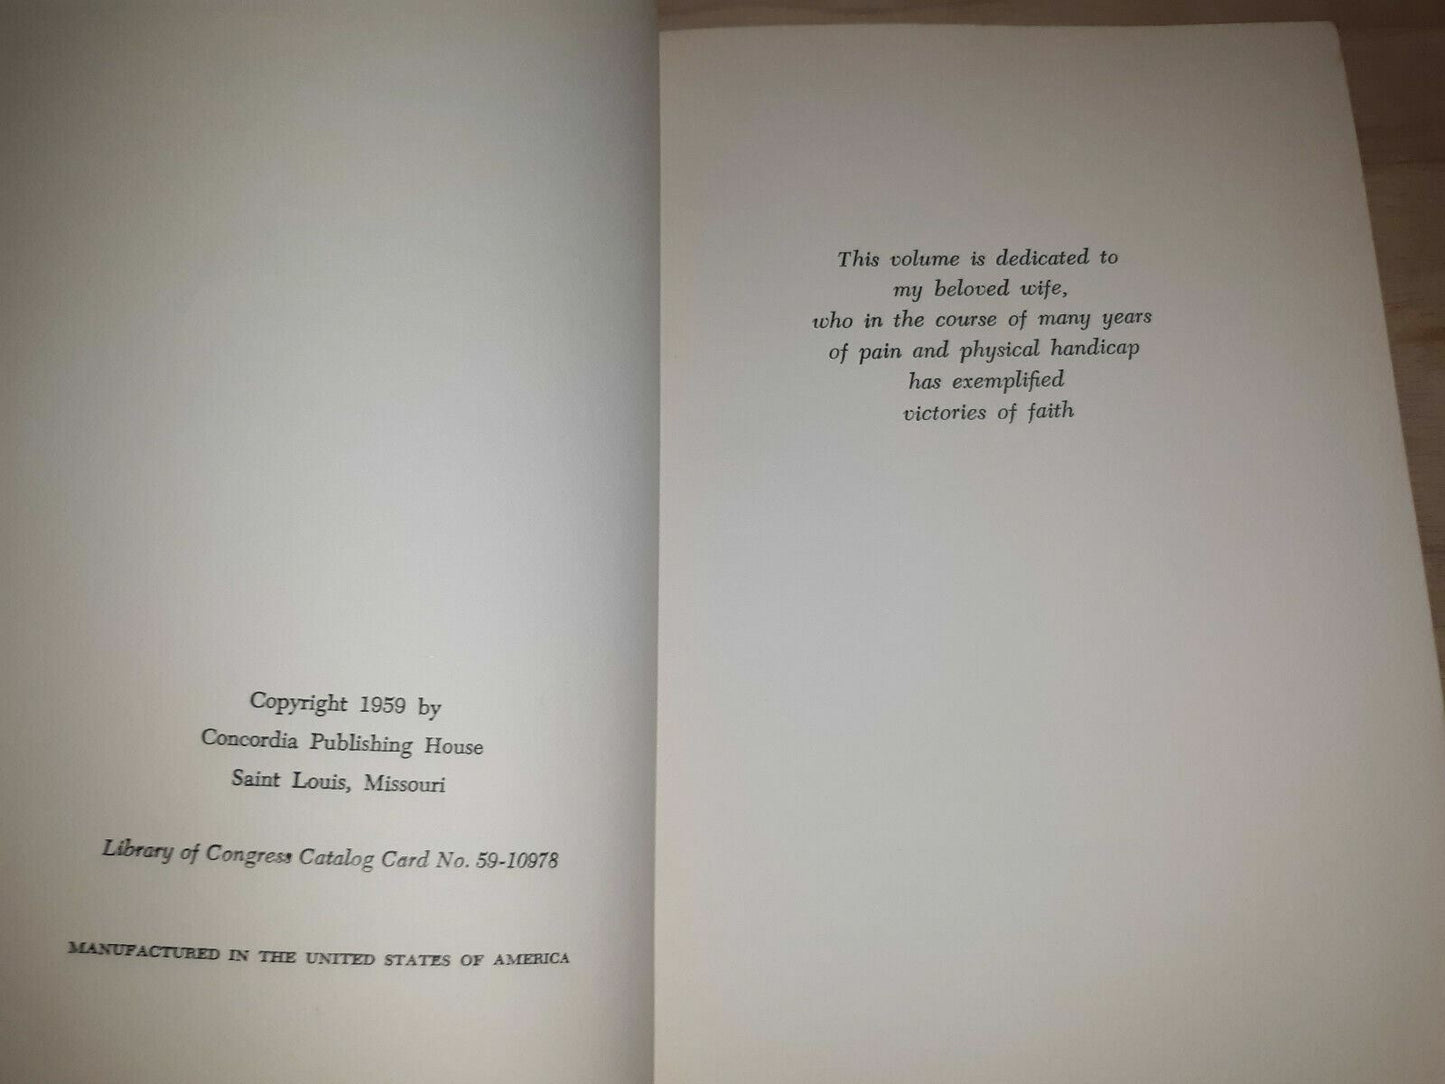 Copyright 1959 by
Concordia Publishing House
Saint Louis, Missouri
Library of Congress Catalog Card No. 59-10978
MANUFACTURED IN THE UNITED STATES OF AMERICA
This volume is dedicated to
my beloved wife,
who in the course of many years
of pain and physical handicap
has exemplified
victories of faith